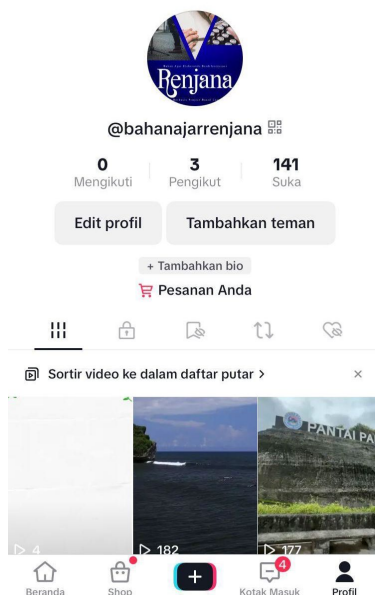 Renjana
@bahanajarrenjana
0 3 141
Mengikuti Pengikut Suka
Edit profil Tambahkan teman
+ Tambahkan bio
Pesanan Anda
Sortir video ke dalam daftar putar >
PANTAI PA
4 182 177
4
Beranda Shop Kotak Masuk Profil